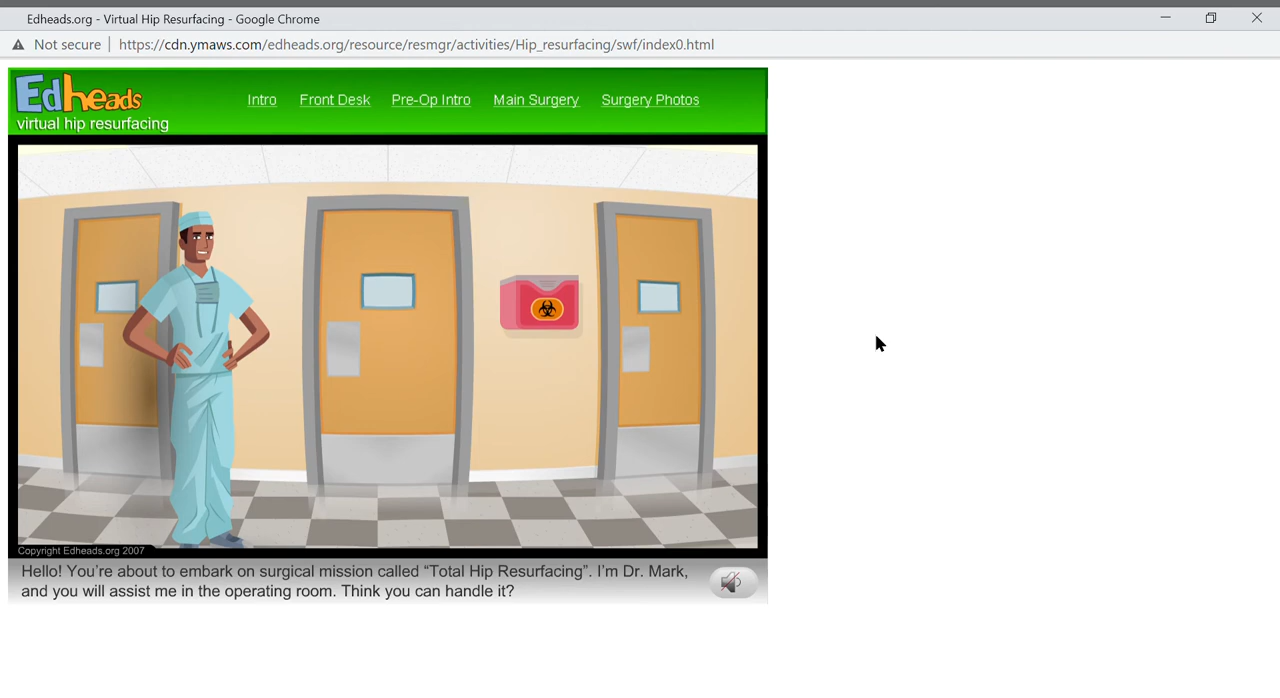 Edheads.org - Virtual Hip Resurfacing - Google Chrome
Not secure | https://cdn.ymaws.com/edheads.org/resource/resmgr/activities/Hip_resurfacing/swf/index0.html
Edheads
virtual hip resurfacing
Intro Front Desk Pre-Op Intro Main Surgery Surgery Photos
Copyright Edheads.org 2007
Hello! You're about to embark on surgical mission called “Total Hip Resurfacing”. I'm Dr. Mark,
and you will assist me in the operating room. Think you can handle it?